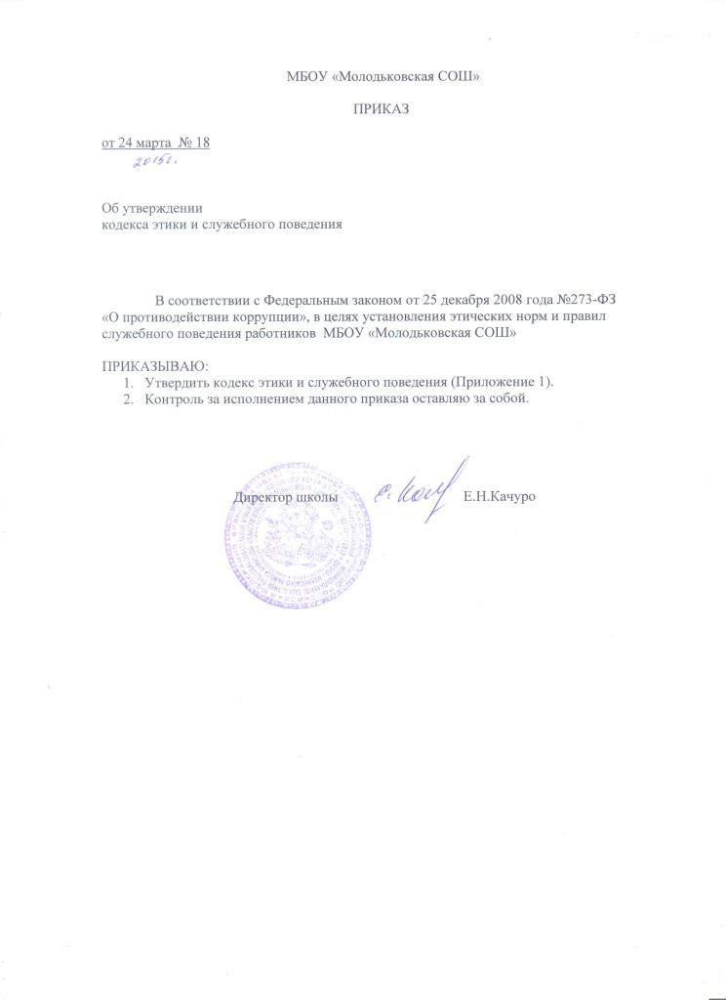 МБОУ «Молодьковская СОШ»
ПРИКАЗ
от 24 марта № 18
2015г.
Об утверждении
кодекса этики и служебного поведения
В соответствии с Федеральным законом от 25 декабря 2008 года №273-ФЗ
«О противодействии коррупции», в целях установления этических норм и правил
служебного поведения работников МБОУ «Молодьковская СОШ»
ПРИКАЗЫВАЮ:
1. Утвердить кодекс этики и служебного поведения (Приложение 1).
2. Контроль за исполнением данного приказа оставляю за собой.
Директор школы Е.Н.Качуро